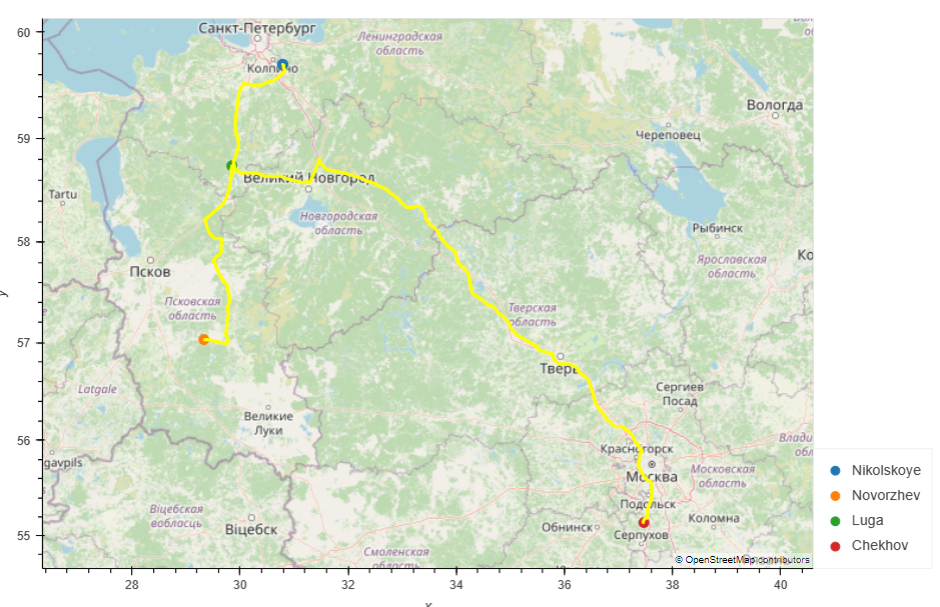 60
59
58
57
56
55
y
Санкт-Петербург
Ленинградская
область
Колпино
Вологда
Череповец
Tartu
Великий Новгород
Новгородская
область
Рыбинск
Ярославская
область
Ко
Псков
Псковская
область
Тверская
область
Тверь
Latgale
Сергиев
Посад
Великие
Луки
Красногорск
Влади
обл
gavpils
Москва
Московская
область
Nikolskoye
Novorzhev
Luga
Chekhov
Подольск
Віцебская
вобласць
Віцебск
Обнинск
Коломна
Серпухов
Смоленская
область
© OpenStreetMap contributors
28
30
32
34
36
38
40
x